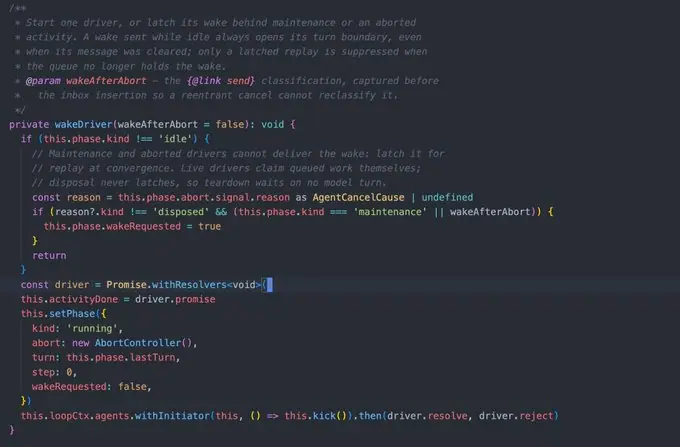 /**
 * Start one driver, or latch its wake behind maintenance or an aborted
 * activity. A wake sent while idle always opens its turn boundary, even
 * when its message was cleared; only a latched replay is suppressed when
 * the queue no longer holds the wake.
 * @param wakeAfterAbort — the {@link send} classification, captured before
 *   the inbox insertion so a reentrant cancel cannot reclassify it.
 */
private wakeDriver(wakeAfterAbort = false): void {
  if (this.phase.kind !== 'idle') {
    // Maintenance and aborted drivers cannot deliver the wake: latch it for
    // replay at convergence. Live drivers claim queued work themselves;
    // disposal never latches, so teardown waits on no model turn.
    const reason = this.phase.abort.signal.reason as AgentCancelCause | undefined
    if (reason?.kind !== 'disposed' && (this.phase.kind === 'maintenance' || wakeAfterAbort)) {
      this.phase.wakeRequested = true
    }
    return
  }
  const driver = Promise.withResolvers<void>()
  this.activityDone = driver.promise
  this.setPhase({
    kind: 'running',
    abort: new AbortController(),
    turn: this.phase.lastTurn,
    step: 0,
    wakeRequested: false,
  })
  this.loopCtx.agents.withInitiator(this, () => this.kick()).then(driver.resolve, driver.reject)
}